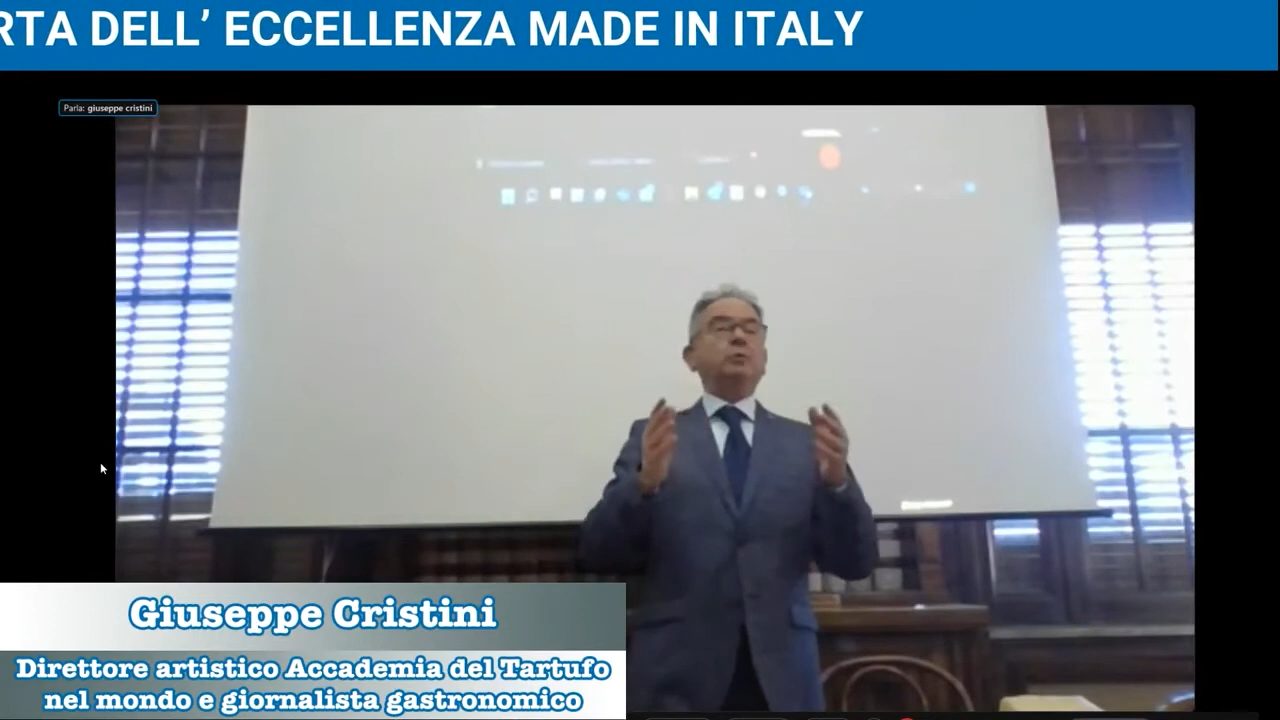 RTA DELL’ ECCELLENZA MADE IN ITALY
Parla: giuseppe cristini
Giuseppe Cristini
Direttore artistico Accademia del Tartufo
nel mondo e giornalista gastronomico